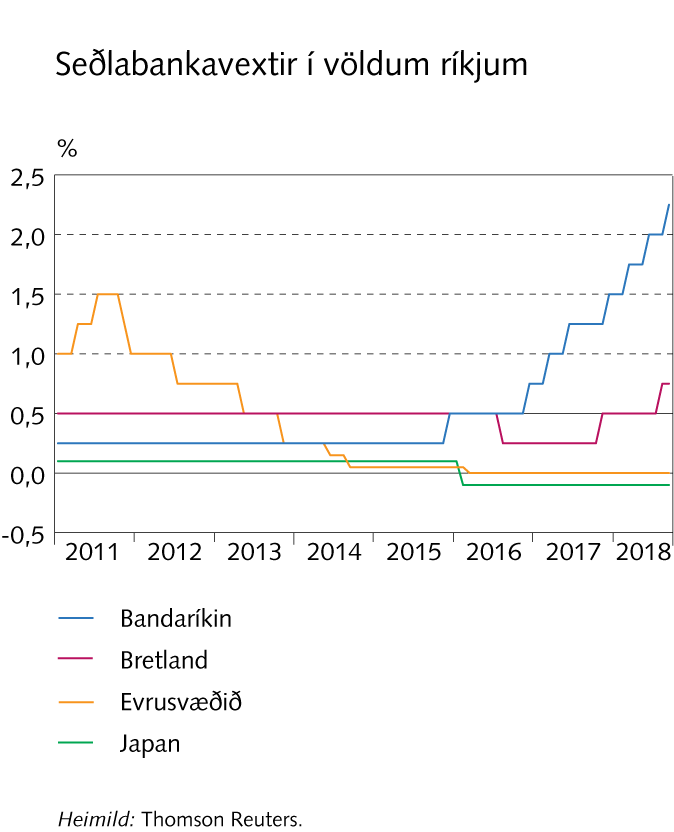 Seðlabankavextir í völdum ríkjum
%
2,5
2,0
1,5
1,0
0,5
0,0
-0,5
2011 2012 2013 2014 2015 2016 2017 2018
Bandaríkin
Bretland
Evrusvæðið
Japan
Heimild: Thomson Reuters.